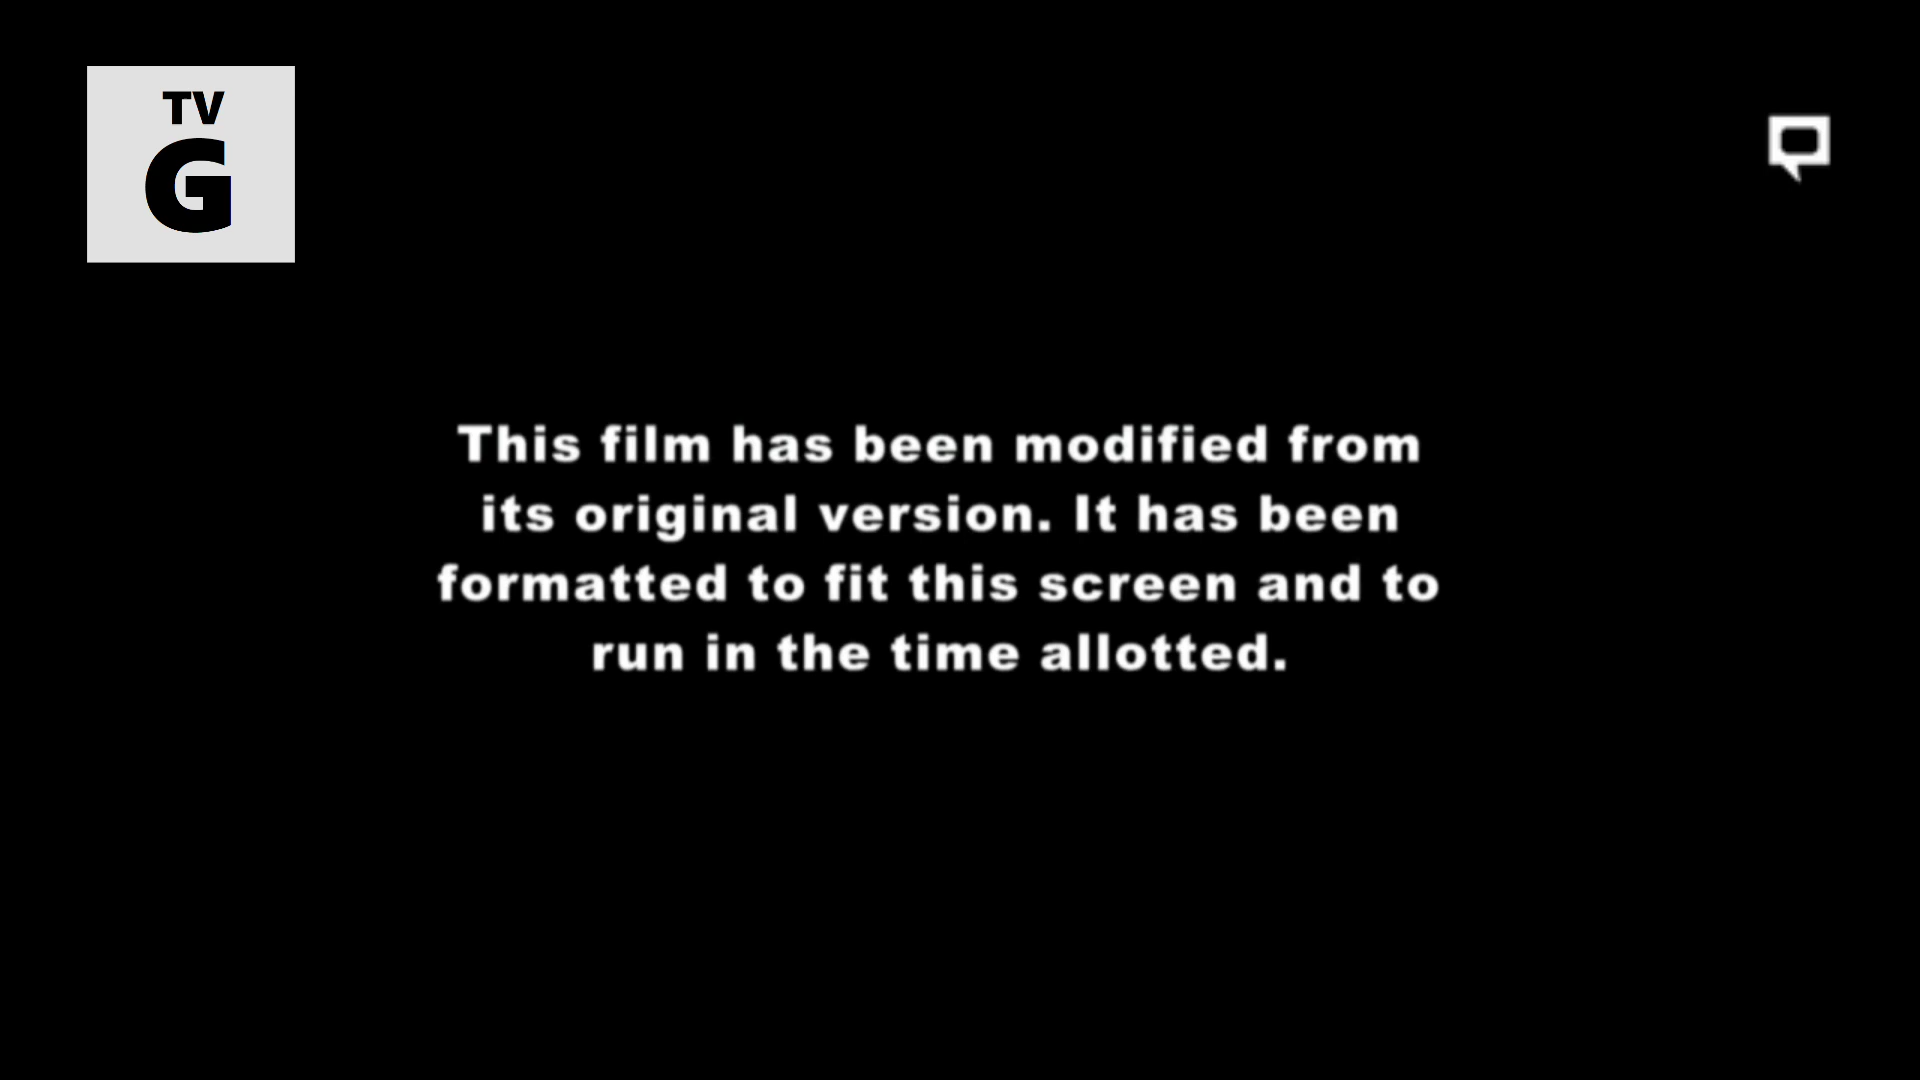 TV
G
This film has been modified from
its original version. It has been
formatted to fit this screen and to
run in the time allotted.